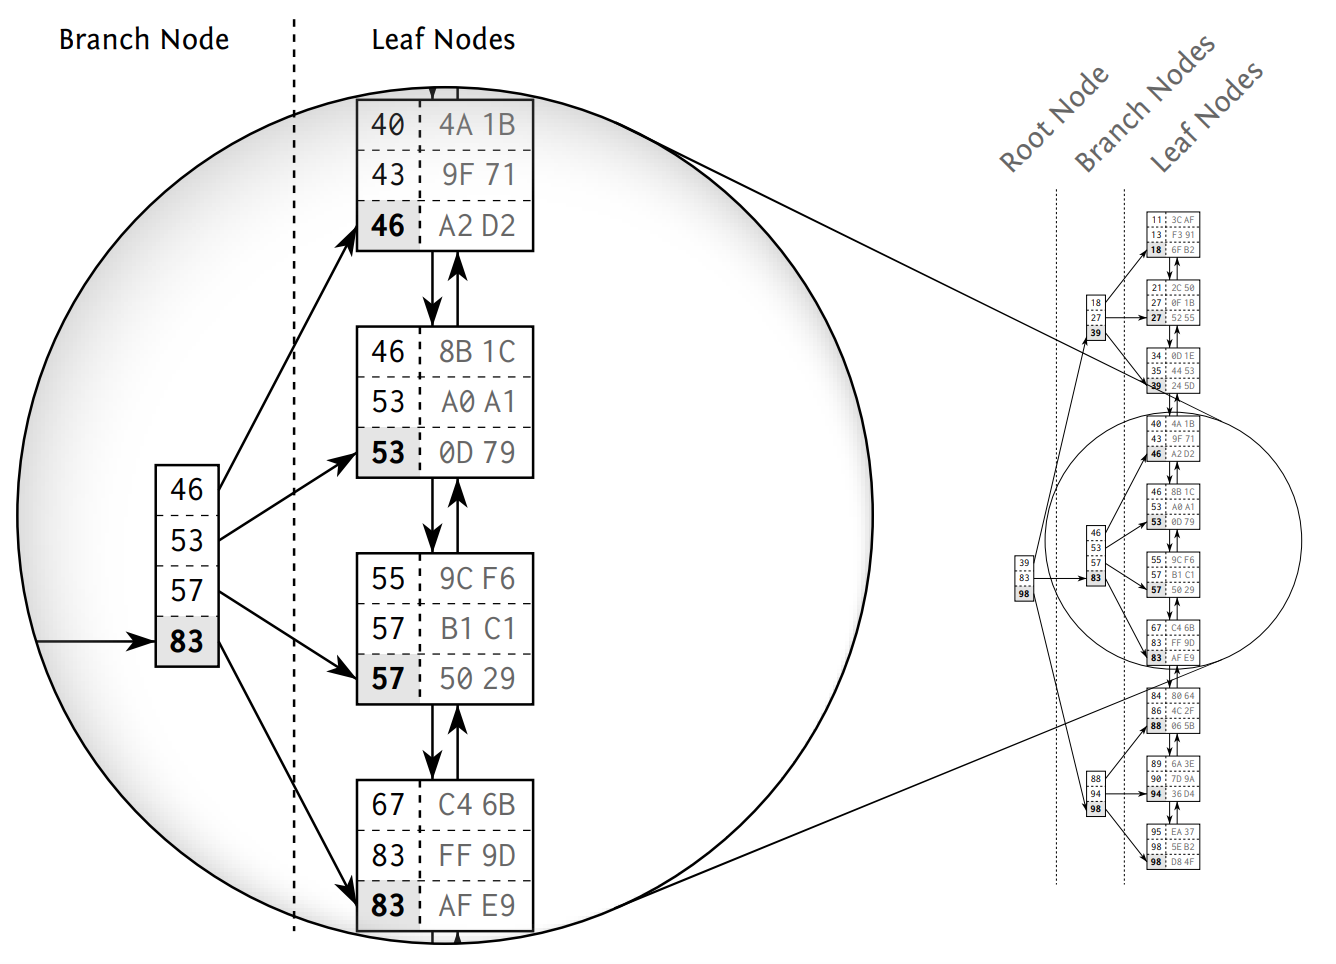 Branch Node
Leaf Nodes
40 4A 1B
43 9F 71
46 A2 D2
46 8B 1C
53 A0 A1
53 0D 79
55 9C F6
57 B1 C1
57 50 29
67 C4 6B
83 FF 9D
83 AF E9
46
53
57
83
Root Node
Branch Nodes
Leaf Nodes
39
83
98
18
27
39
46
53
57
83
88
94
98
11 3C AF
13 F3 91
18 6F B2
21 2C 50
27 0F 1B
27 52 55
34 0D 1E
35 44 53
39 24 5D
40 4A 1B
43 9F 71
46 A2 D2
46 8B 1C
53 A0 A1
53 0D 79
55 9C F6
57 B1 C1
57 50 29
67 C4 6B
83 FF 9D
83 AF E9
84 80 64
86 4C 2F
88 06 5B
89 6A 3E
90 7D 9A
94 36 D4
95 EA 37
98 5E B2
98 D8 4F